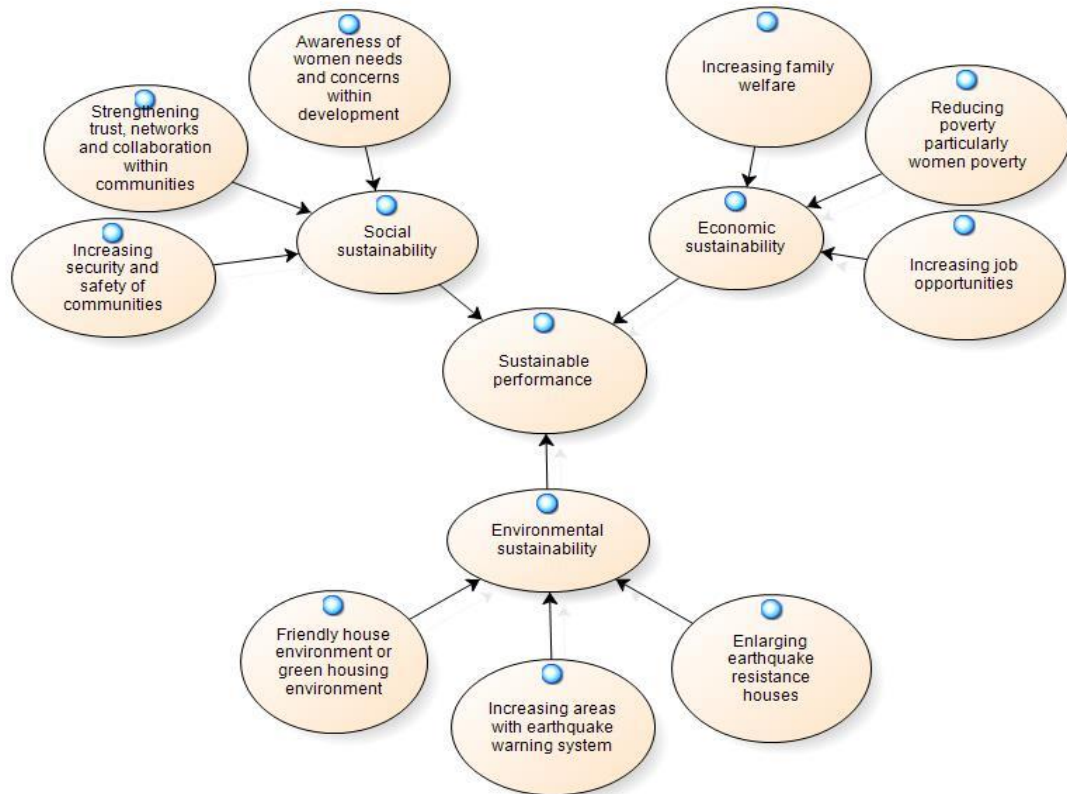 Awareness of
women needs
and concerns
within
development
Increasing family
welfare
Strengthening
trust, networks
and collaboration
within
communities
Reducing
poverty
particularly
women poverty
Social
sustainability
Economic
sustainability
Increasing
security and
safety of
communities
Increasing job
opportunities
Sustainable
performance
Environmental
sustainability
Friendly house
environment or
green housing
environment
Increasing areas
with earthquake
warning system
Enlarging
earthquake
resistance
houses